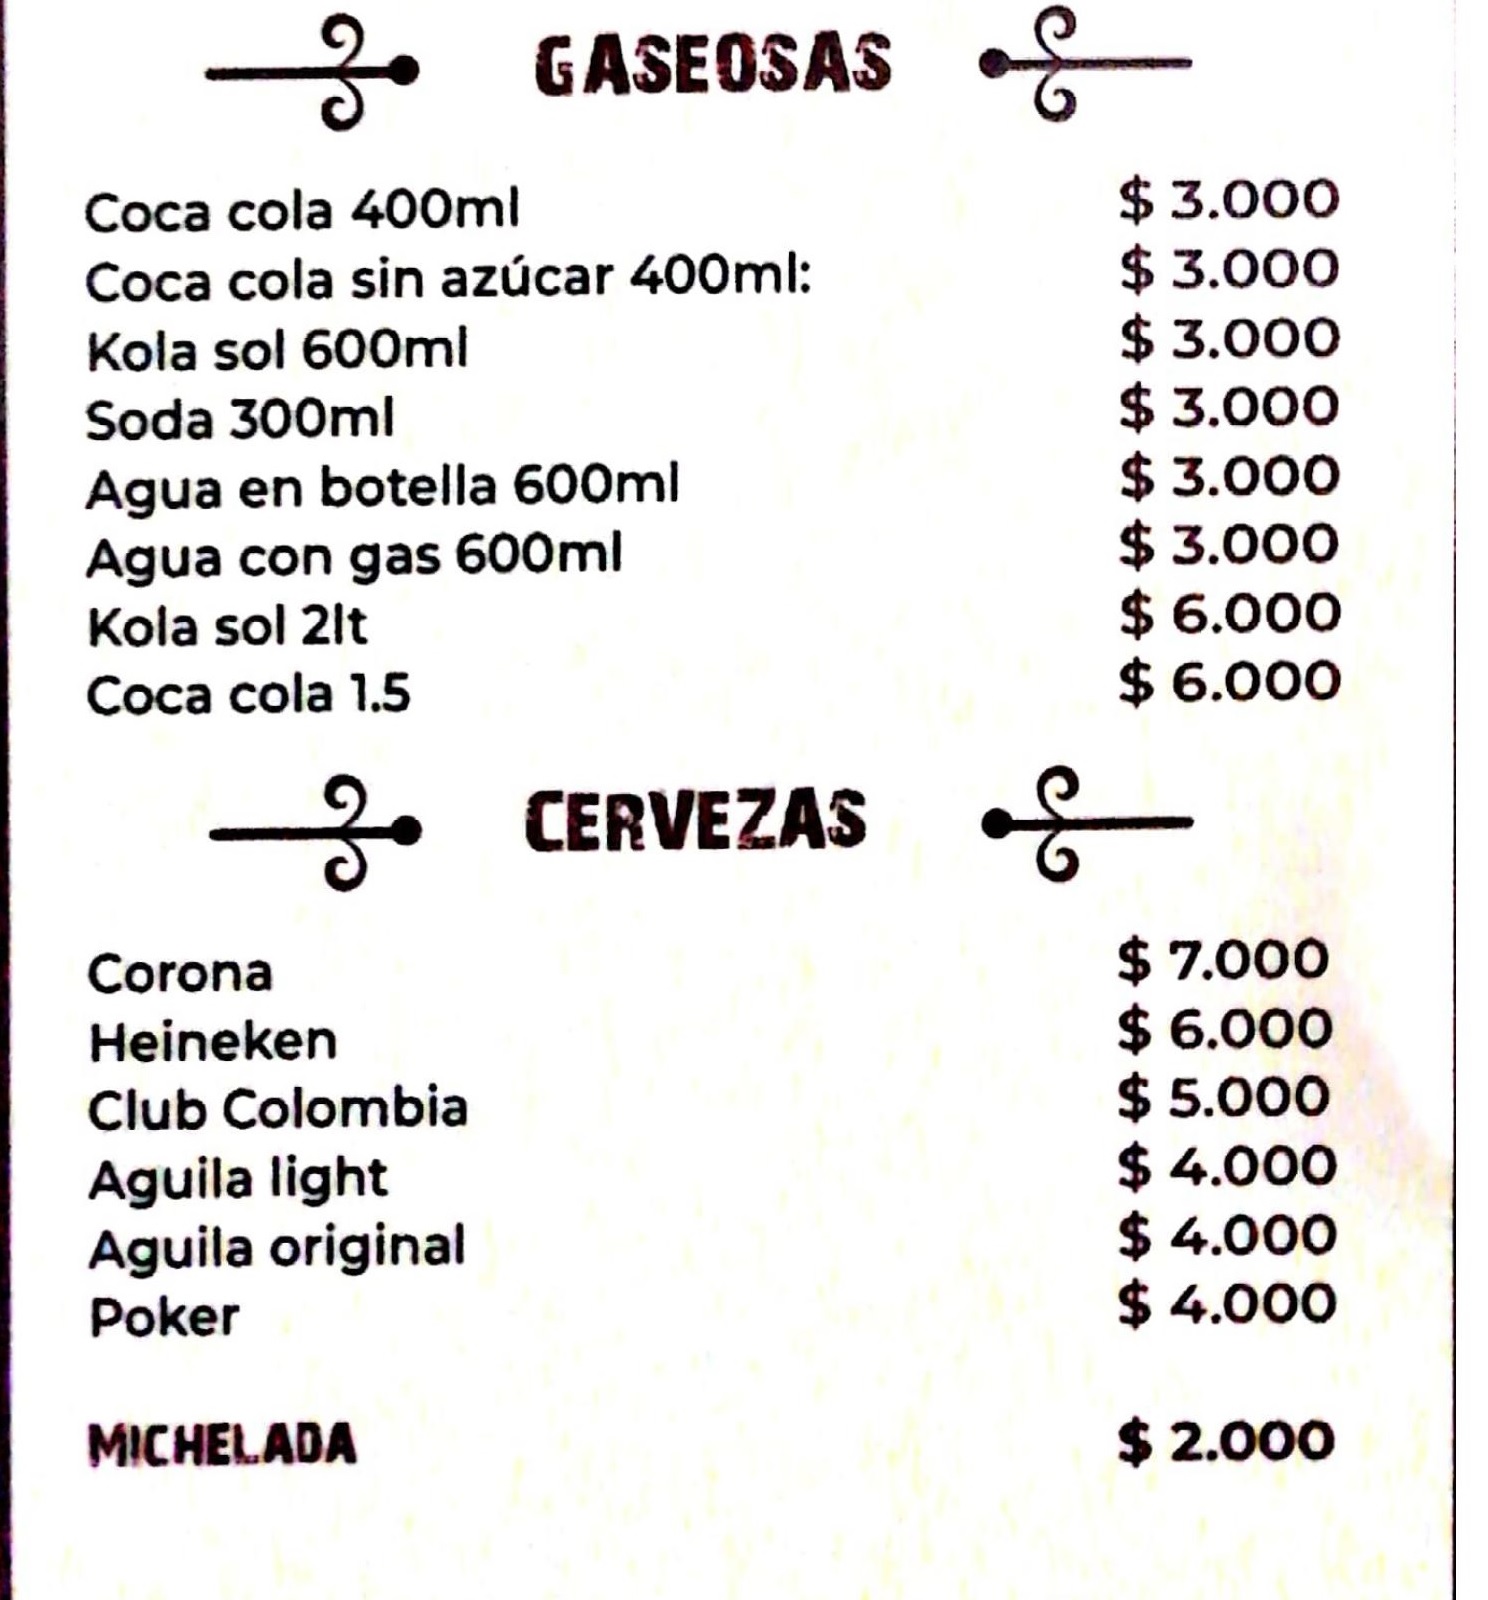 GASEOSAS
Coca cola 400ml $ 3.000
Coca cola sin azúcar 400ml: $ 3.000
Kola sol 600ml $ 3.000
Soda 300ml $ 3.000
Agua en botella 600ml $ 3.000
Agua con gas 600ml $ 3.000
Kola sol 2lt $ 6.000
Coca cola 1.5 $ 6.000
CERVEZAS
Corona $ 7.000
Heineken $ 6.000
Club Colombia $ 5.000
Aguila light $ 4.000
Aguila original $ 4.000
Poker $ 4.000
MICHELADA $ 2.000